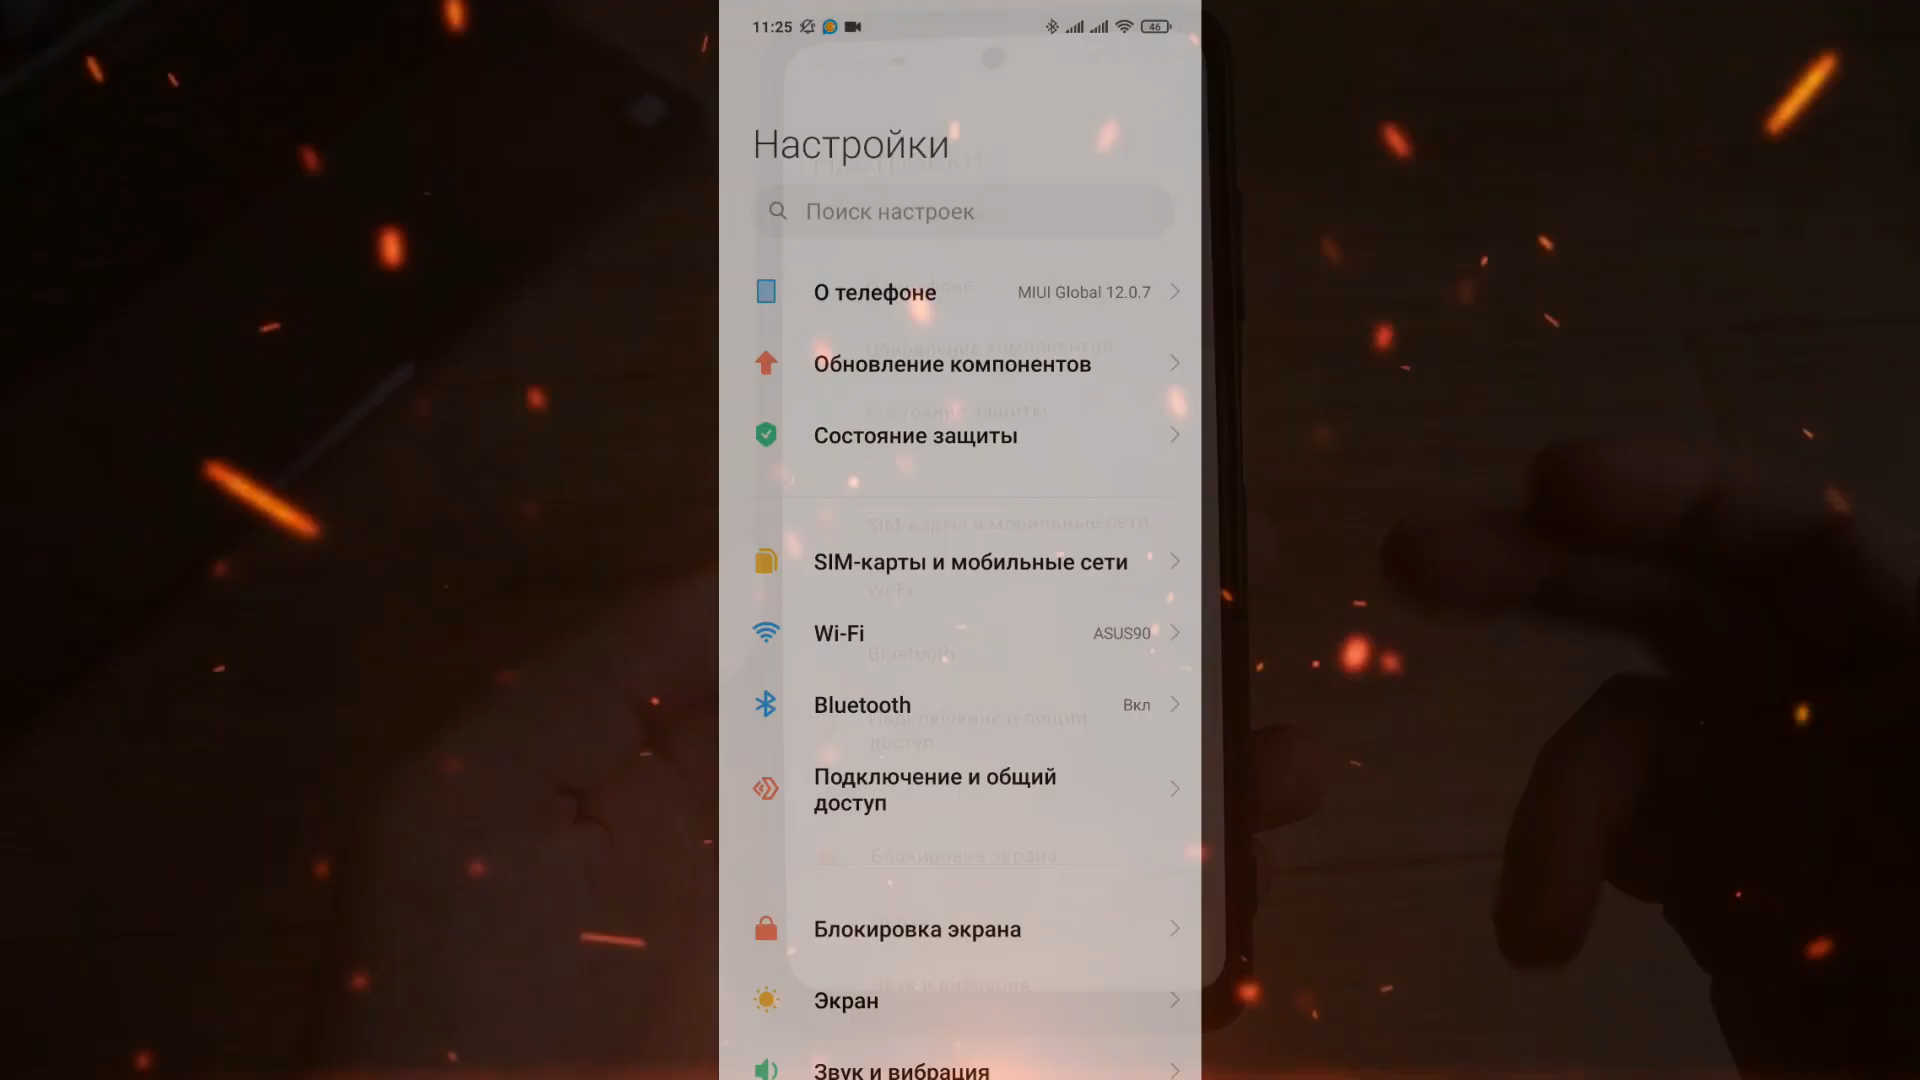 11:25
46
Настройки
Поиск настроек
О телефоне
MIUI Global 12.0.7
Обновление компонентов
Состояние защиты
SIM-карты и мобильные сети
Wi-Fi
ASUS90
Bluetooth
Вкл
Подключение и общий
доступ
Блокировка экрана
Экран
Звук и вибрация